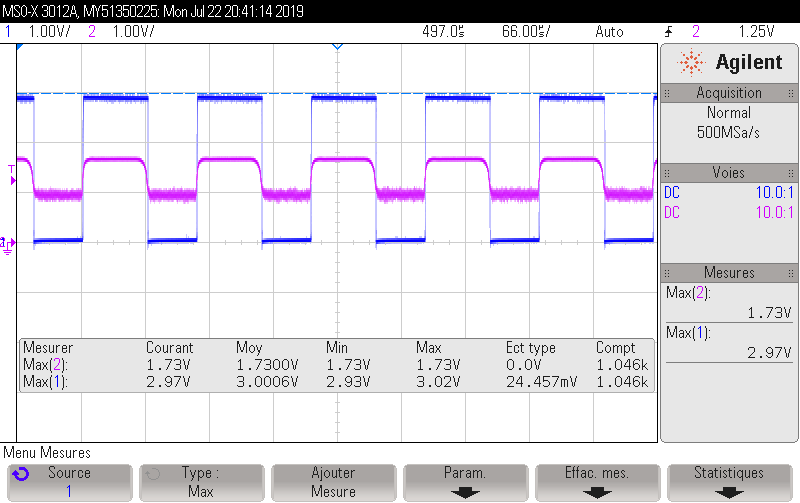 MSO-X 3012A, MY51350225: Mon Jul 22 20:41:14 2019
1 1.00V/ 2 1.00V/ 497.0s 66.00s/ Auto 2 1.25V
Agilent
Acquisition
Normal
500MSa/s
Voies
DC 10.0:1
DC 10.0:1
Mesures
Max(2):
1.73V
Max(1):
2.97V
Mesurer Courant Moy Min Max Ect type Compt
Max(2): 1.73V 1.7300V 1.73V 1.73V 0.0V 1.046k
Max(1): 2.97V 3.0006V 2.93V 3.02V 24.457mV 1.046k
Menu Mesures
Source
1
Type :
Max
Ajouter
Mesure
Param.
Effac. mes.
Statistiques